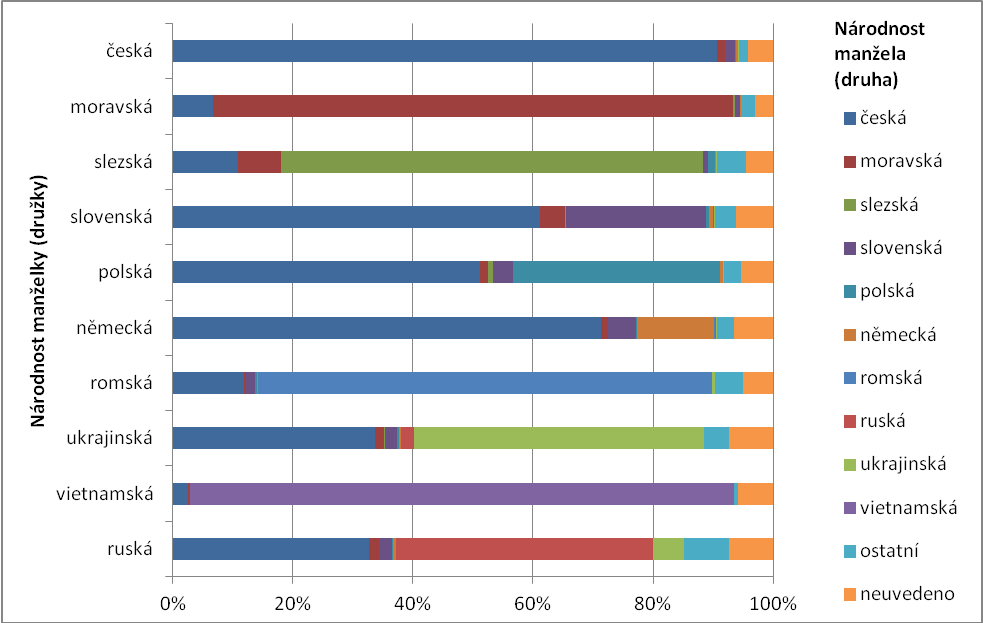 Národnost manželky (družky)
česká
moravská
slezská
slovenská
polská
německá
romská
ukrajinská
vietnamská
ruská
0% 20% 40% 60% 80% 100%
Národnost
manžela
(druha)
česká
moravská
slezská
slovenská
polská
německá
romská
ruská
ukrajinská
vietnamská
ostatní
neuvedeno